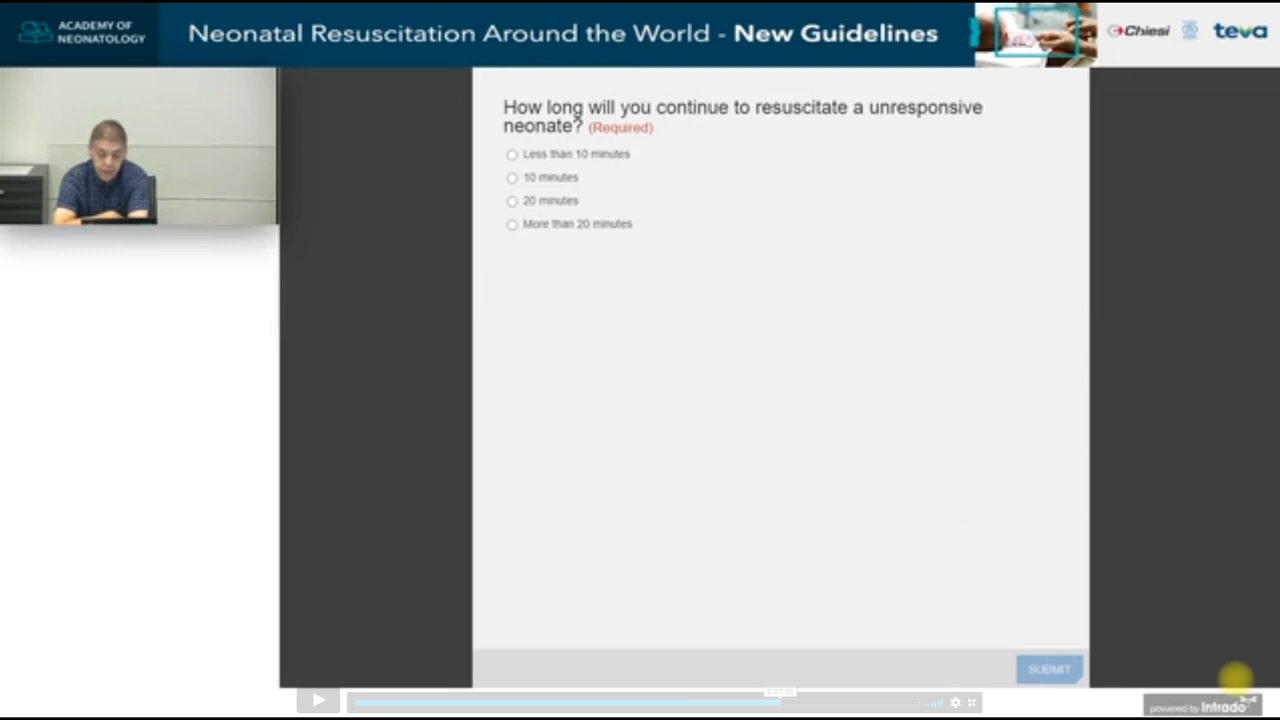 ACADEMY OF
NEONATOLOGY
Neonatal Resuscitation Around the World - New Guidelines
Chiesi
teva
How long will you continue to resuscitate a unresponsive
neonate? (Required)
Less than 10 minutes
10 minutes
20 minutes
More than 20 minutes
SUBMIT
powered by Intrado